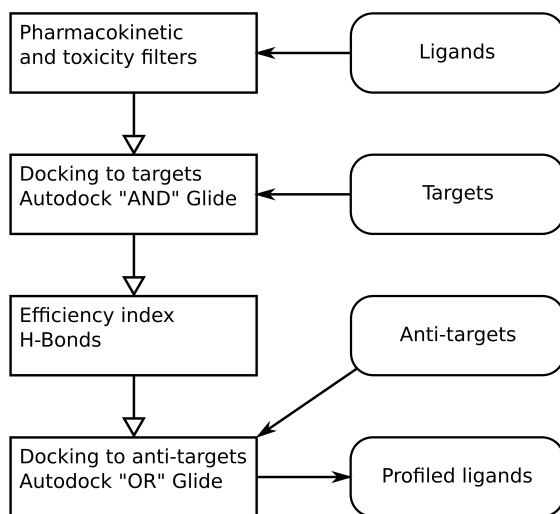 Pharmacokinetic
and toxicity filters
Ligands
Docking to targets
Autodock "AND" Glide
Targets
Efficiency index
H-Bonds
Anti-targets
Docking to anti-targets
Autodock "OR" Glide
Profiled ligands